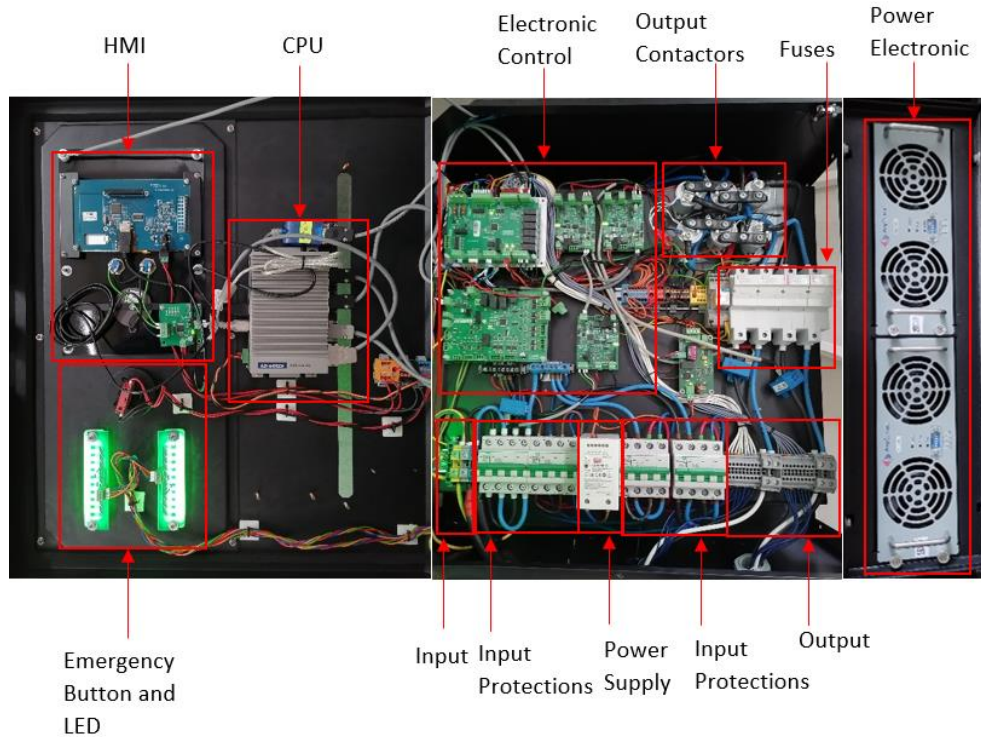 HMI
CPU
Electronic
Control
Output
Contactors
Fuses
Power
Electronic
Emergency
Button and
LED
Input
Input
Protections
Power
Supply
Input
Protections
Output